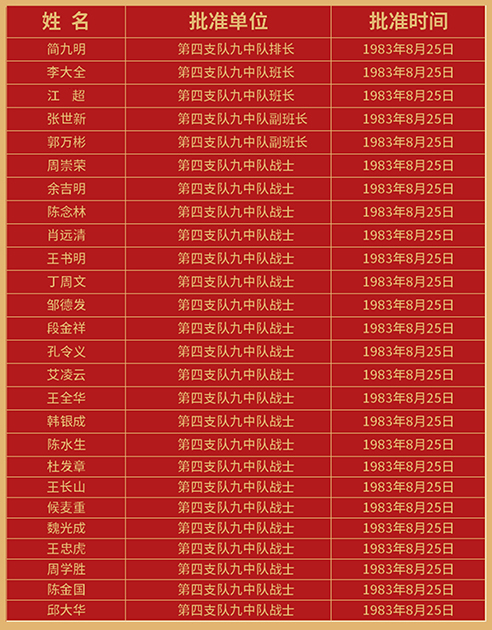 姓 名 批准单位 批准时间
简九明 第四支队九中队排长 1983年8月25日
李大全 第四支队九中队班长 1983年8月25日
江 超 第四支队九中队班长 1983年8月25日
张世新 第四支队九中队副班长 1983年8月25日
郭万彬 第四支队九中队副班长 1983年8月25日
周崇荣 第四支队九中队战士 1983年8月25日
余吉明 第四支队九中队战士 1983年8月25日
陈念林 第四支队九中队战士 1983年8月25日
肖远清 第四支队九中队战士 1983年8月25日
王书明 第四支队九中队战士 1983年8月25日
丁周文 第四支队九中队战士 1983年8月25日
邹德发 第四支队九中队战士 1983年8月25日
段金祥 第四支队九中队战士 1983年8月25日
孔令义 第四支队九中队战士 1983年8月25日
艾凌云 第四支队九中队战士 1983年8月25日
王全华 第四支队九中队战士 1983年8月25日
韩银成 第四支队九中队战士 1983年8月25日
陈水生 第四支队九中队战士 1983年8月25日
杜发章 第四支队九中队战士 1983年8月25日
王长山 第四支队九中队战士 1983年8月25日
候麦重 第四支队九中队战士 1983年8月25日
魏光成 第四支队九中队战士 1983年8月25日
王忠虎 第四支队九中队战士 1983年8月25日
周学胜 第四支队九中队战士 1983年8月25日
陈金国 第四支队九中队战士 1983年8月25日
邱大华 第四支队九中队战士 1983年8月25日